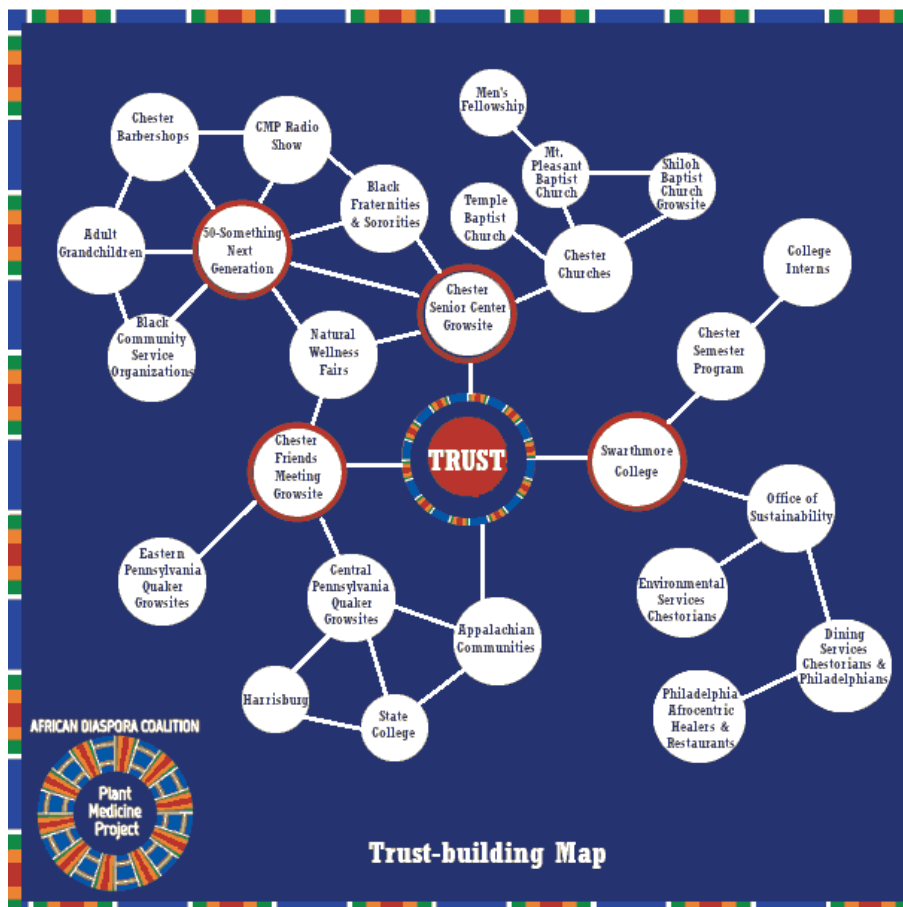 Men's
Fellowship
Chester
Barbershops
CMP Radio
Show
Mt.
Pleasant
Baptist
Church
Shiloh
Baptist
Church
Growsite
Black
Fraternities
& Sororities
Temple
Baptist
Church
Adult
Grandchildren
50-Something
Next
Generation
Chester
Churches
College
Interns
Chester
Senior Center
Growsite
Black
Community
Service
Organizations
Natural
Wellness
Fairs
Chester
Semester
Program
Chester
Friends
Meeting
Growsite
TRUST
Swarthmore
College
Office of
Sustainability
Eastern
Pennsylvania
Quaker
Growsites
Central
Pennsylvania
Quaker
Growsites
Environmental
Services
Chestorians
Appalachian
Communities
Dining
Services
Chestorians &
Philadelphians
Harrisburg
State
College
Philadelphia
Afrocentric
Healers &
Restaurants
AFRICAN DIASPORA COALITION
Plant
Medicine
Project
Trust-building Map